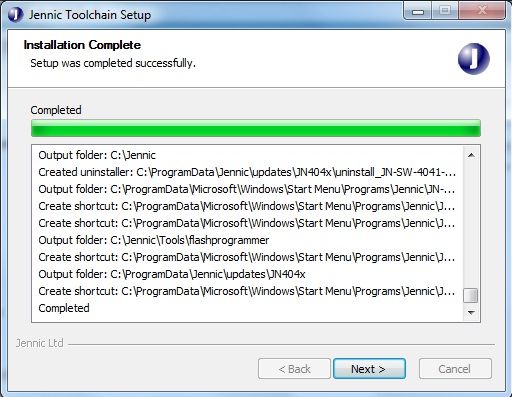 J Jennic Toolchain Setup
Installation Complete
Setup was completed successfully.
J
Completed
Output folder: C:\Jennic
Created uninstaller: C:\ProgramData\Jennic\updates\JN404x\uninstall_JN-SW-4041-...
Output folder: C:\ProgramData\Microsoft\Windows\Start Menu\Programs\Jennic\JN-...
Create shortcut: C:\ProgramData\Microsoft\Windows\Start Menu\Programs\Jennic\J...
Create shortcut: C:\ProgramData\Microsoft\Windows\Start Menu\Programs\Jennic\J...
Output folder: C:\Jennic\Tools\flashprogrammer
Create shortcut: C:\ProgramData\Microsoft\Windows\Start Menu\Programs\Jennic\J...
Output folder: C:\ProgramData\Jennic\updates\JN404x
Create shortcut: C:\ProgramData\Microsoft\Windows\Start Menu\Programs\Jennic\J...
Completed
Jennic Ltd
< Back Next > Cancel